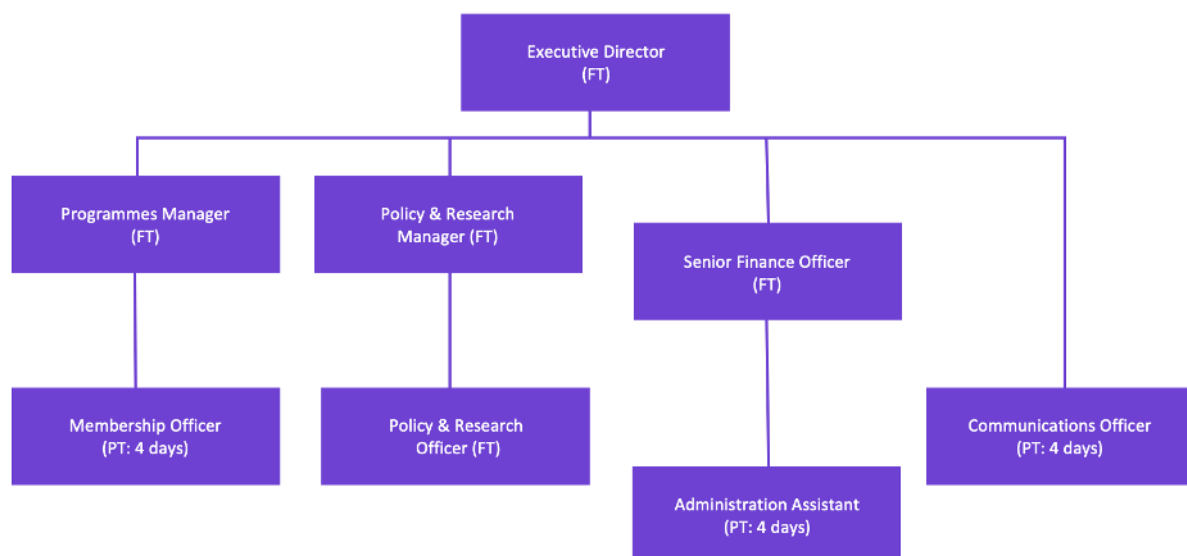 Executive Director
(FT)
Programmes Manager
(FT)
Policy & Research
Manager (FT)
Senior Finance Officer
(FT)
Membership Officer
(PT: 4 days)
Policy & Research
Officer (FT)
Communications Officer
(PT: 4 days)
Administration Assistant
(PT: 4 days)